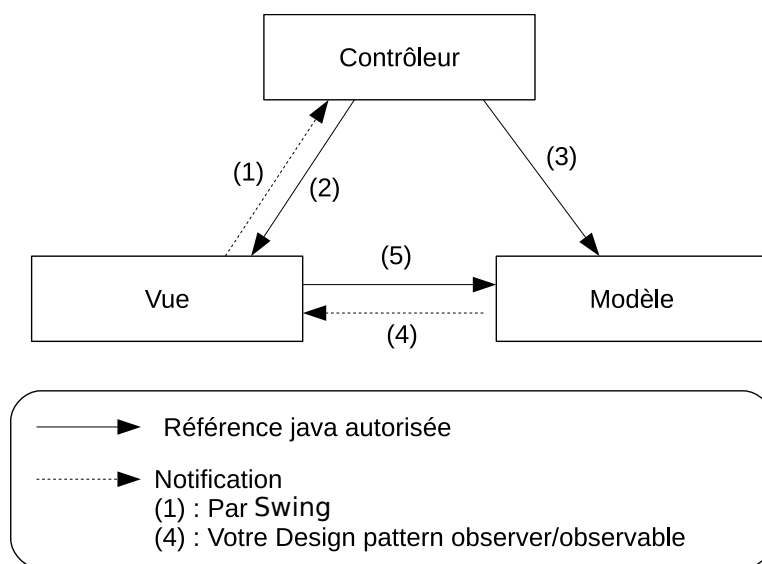 Contrôleur
(1)
(2)
(3)
(5)
Vue
Modèle
(4)
Référence java autorisée
Notification
(1) : Par Swing
(4) : Votre Design pattern observer/observable